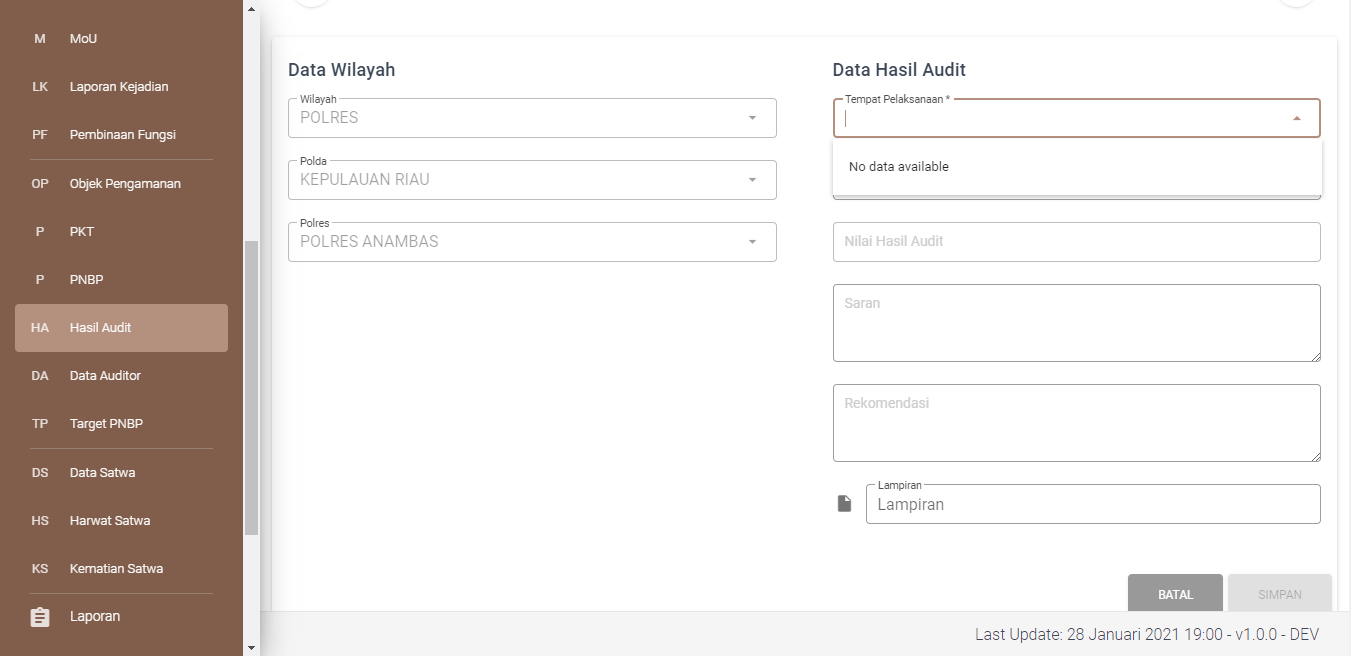 M MoU
LK Laporan Kejadian
PF Pembinaan Fungsi
OP Objek Pengamanan
P PKT
P PNBP
HA Hasil Audit
DA Data Auditor
TP Target PNBP
DS Data Satwa
HS Harwat Satwa
KS Kematian Satwa
Laporan
Data Wilayah
Wilayah
POLRES
Polda
KEPULAUAN RIAU
Polres
POLRES ANAMBAS
Data Hasil Audit
Tempat Pelaksanaan *
No data available
Nilai Hasil Audit
Saran
Rekomendasi
Lampiran
Lampiran
BATAL
SIMPAN
Last Update: 28 Januari 2021 19:00 - v1.0.0 - DEV